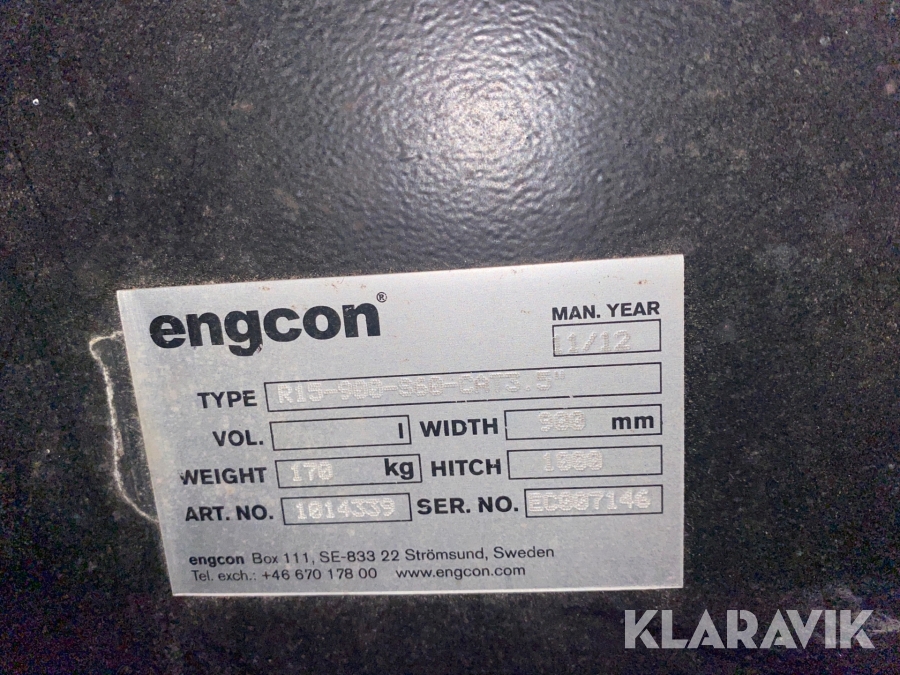 engcon®
MAN. YEAR
11/12
TYPE R15-900-S60-CAT3.5"
VOL. l WIDTH 900 mm
WEIGHT 170 kg HITCH 1500
ART. NO. 1014339 SER. NO. EC007146
engcon Box 111, SE-833 22 Strömsund, Sweden
Tel. exch.: +46 670 178 00 www.engcon.com
KLARAVIK